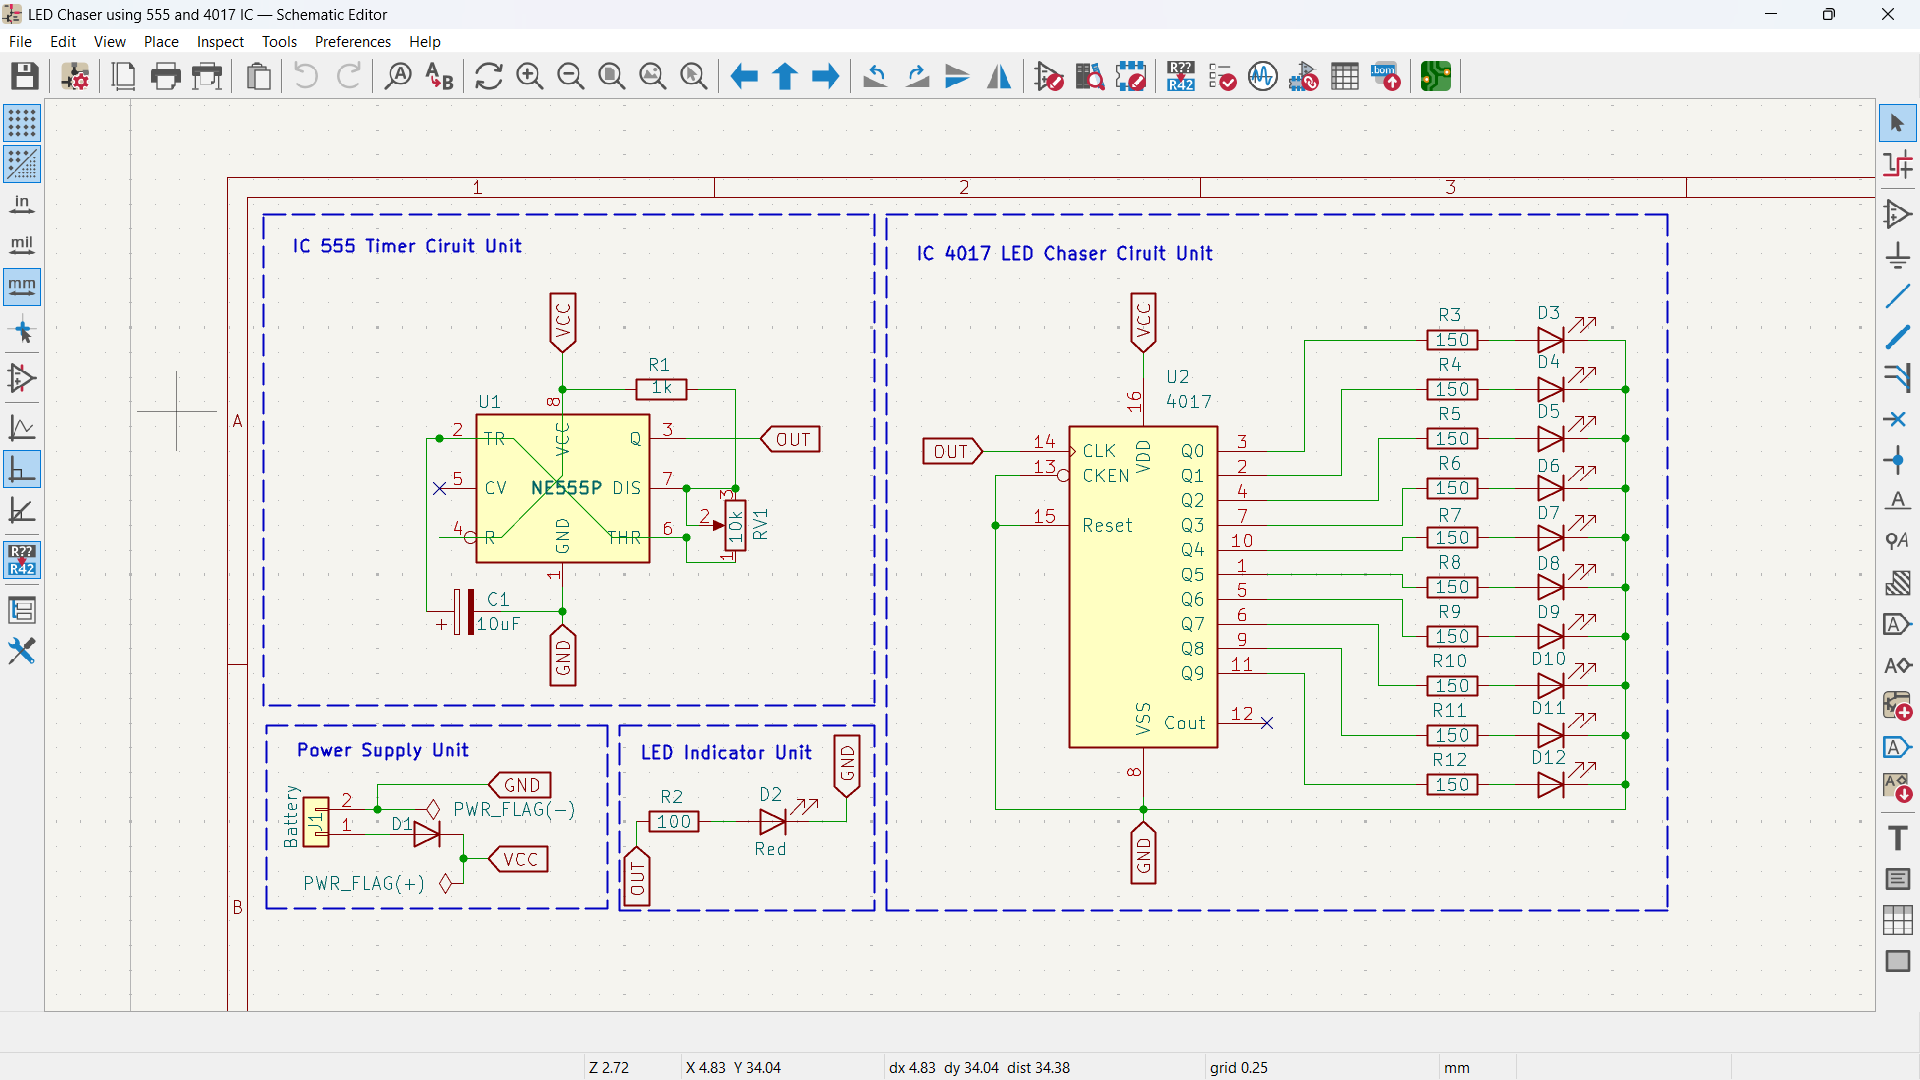 LED Chaser using 555 and 4017 IC — Schematic Editor
File Edit View Place Inspect Tools Preferences Help
A B
R??
R42
bom
in
mil
mm
R??
R42
1 2 3
A
B
IC 555 Timer Ciruit Unit
VCC
R1
1k
U1
8
2 TR VCC Q 3 OUT
5 CV NE555P DIS 7
3
2 10k RV1
4 R GND THR 6
1
1
C1
+ 10uF
GND
IC 4017 LED Chaser Ciruit Unit
VCC
U2
4017
16
OUT 14 CLK VDD Q0 3
13 CKEN Q1 2
Q2 4
15 Reset Q3 7
Q4 10
Q5 1
Q6 5
Q7 6
Q8 9
Q9 11
VSS Cout 12
8
GND
R3 D3
150
R4 D4
150
R5 D5
150
R6 D6
150
R7 D7
150
R8 D8
150
R9 D9
150
R10 D10
150
R11 D11
150
R12 D12
150
Power Supply Unit
GND
Battery J1 2 PWR_FLAG(-)
1 D1
VCC
PWR_FLAG(+)
LED Indicator Unit
GND
R2 D2
100
Red
OUT
A
A
A
A
A
A
T
Z 2.72 X 4.83 Y 34.04 dx 4.83 dy 34.04 dist 34.38 grid 0.25 mm